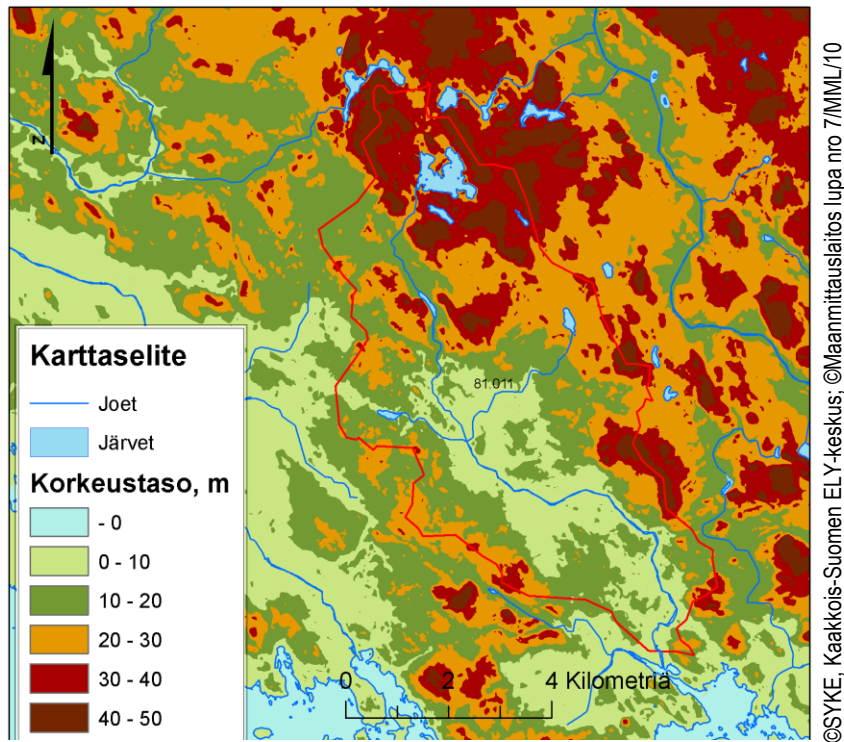 N
81.011
Karttaselite
Joet
Järvet
Korkeustaso, m
- 0
0 - 10
10 - 20
20 - 30
30 - 40
40 - 50
0 2 4 Kilometriä
©SYKE, Kaakkois-Suomen ELY-keskus; ©Maanmittauslaitos lupa nro 7/MML/10